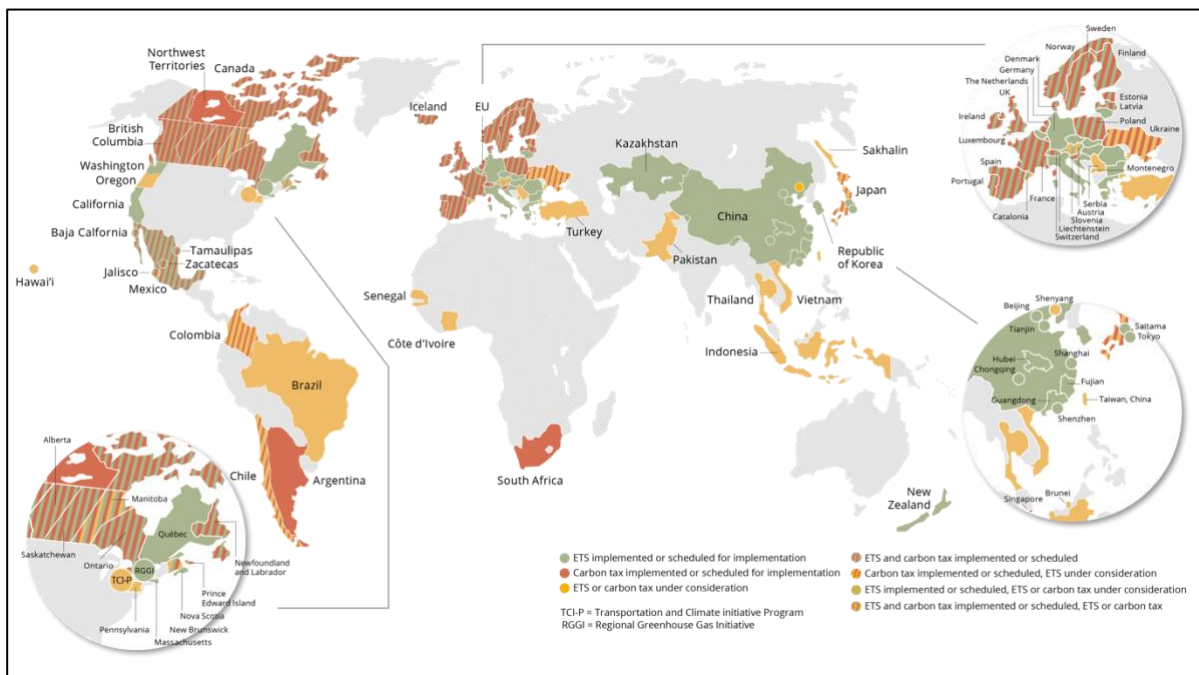 Northwest
Territories
Canada
British
Columbia
Washington
Oregon
California
Baja Calfornia
Hawai'i
Tamaulipas
Zacatecas
Jalisco
Mexico
Colombia
Brazil
Chile
Argentina
Iceland
EU
Kazakhstan
China
Sakhalin
Japan
Republic
of Korea
Turkey
Pakistan
Thailand
Vietnam
Indonesia
Senegal
Côte d'Ivoire
South Africa
New
Zealand
Sweden
Norway
Finland
Denmark
Germany
The Netherlands
UK
Ireland
Luxembourg
Spain
Portugal
Catalonia
France
Switzerland
Liechtenstein
Slovenia
Austria
Serbia
Montenegro
Ukraine
Poland
Latvia
Estonia
Beijing
Shenyang
Tianjin
Saitama
Tokyo
Hubei
Shanghai
Chongqing
Fujian
Guangdong
Taiwan, China
Shenzhen
Singapore
Brunei
Alberta
Manitoba
Québec
Saskatchewan
Ontario
TCI-P
RGGI
Newfoundland
and Labrador
Prince
Edward Island
Nova Scotia
New Brunswick
Massachusetts
Pennsylvania
ETS implemented or scheduled for implementation
Carbon tax implemented or scheduled for implementation
ETS or carbon tax under consideration
TCI-P = Transportation and Climate initiative Program
RGGI = Regional Greenhouse Gas Initiative
ETS and carbon tax implemented or scheduled
Carbon tax implemented or scheduled, ETS under consideration
ETS implemented or scheduled, ETS or carbon tax under consideration
ETS and carbon tax implemented or scheduled, ETS or carbon tax